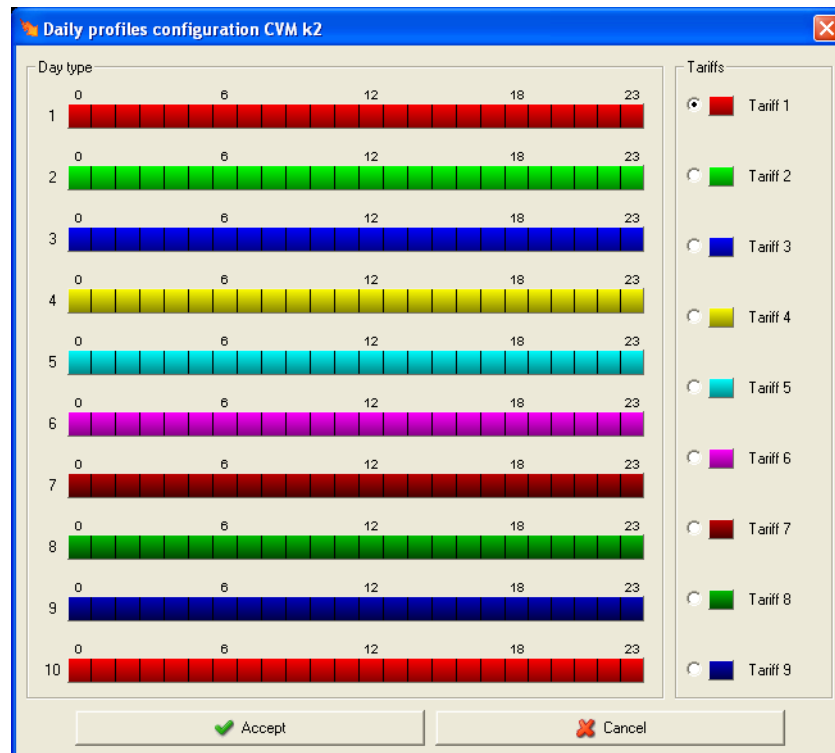 Daily profiles configuration CVM k2
Day type
0 6 12 18 23
1
0 6 12 18 23
2
0 6 12 18 23
3
0 6 12 18 23
4
0 6 12 18 23
5
0 6 12 18 23
6
0 6 12 18 23
7
0 6 12 18 23
8
0 6 12 18 23
9
0 6 12 18 23
10
Tariffs
Tariff 1
Tariff 2
Tariff 3
Tariff 4
Tariff 5
Tariff 6
Tariff 7
Tariff 8
Tariff 9
Accept
Cancel